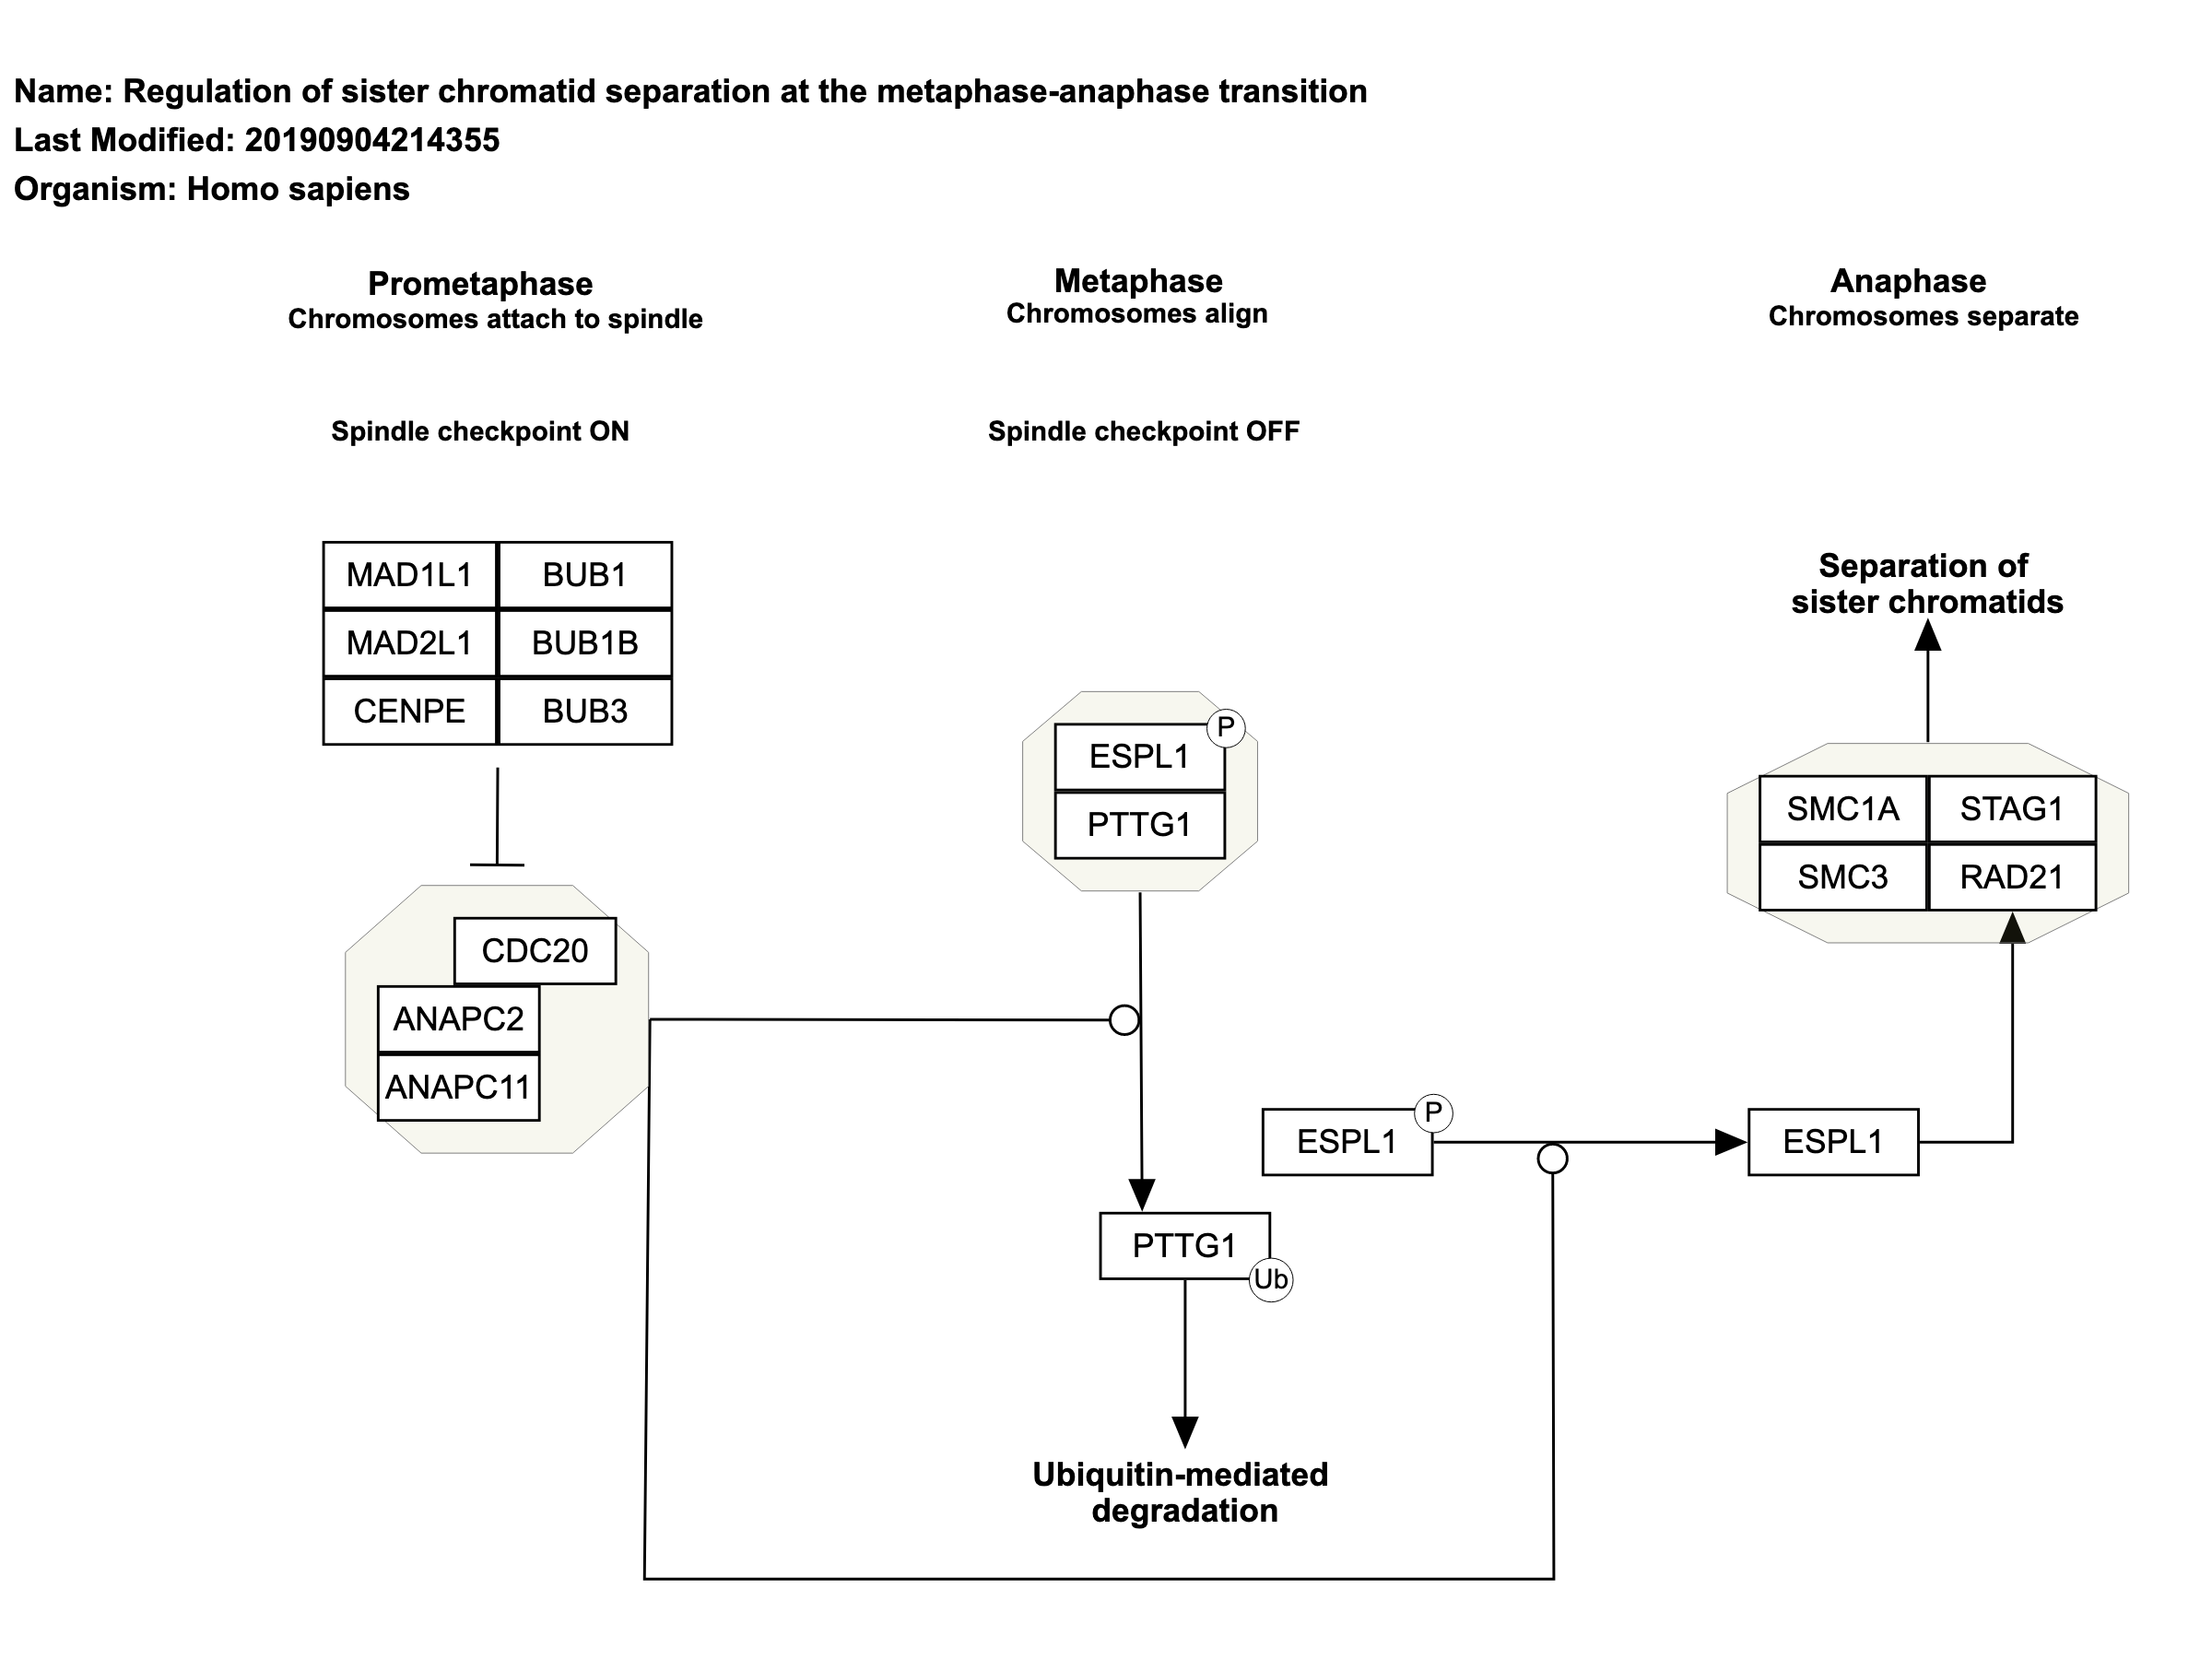 Name: Regulation of sister chromatid separation at the metaphase-anaphase transition
Last Modified: 20190904214355
Organism: Homo sapiens
Prometaphase
Chromosomes attach to spindle
Metaphase
Chromosomes align
Anaphase
Chromosomes separate
Spindle checkpoint ON
Spindle checkpoint OFF
MAD1L1
BUB1
MAD2L1
BUB1B
CENPE
BUB3
CDC20
ANAPC2
ANAPC11
P
ESPL1
PTTG1
P
ESPL1
PTTG1
Ub
Ubiquitin-mediated
degradation
Separation of
sister chromatids
SMC1A
STAG1
SMC3
RAD21
ESPL1